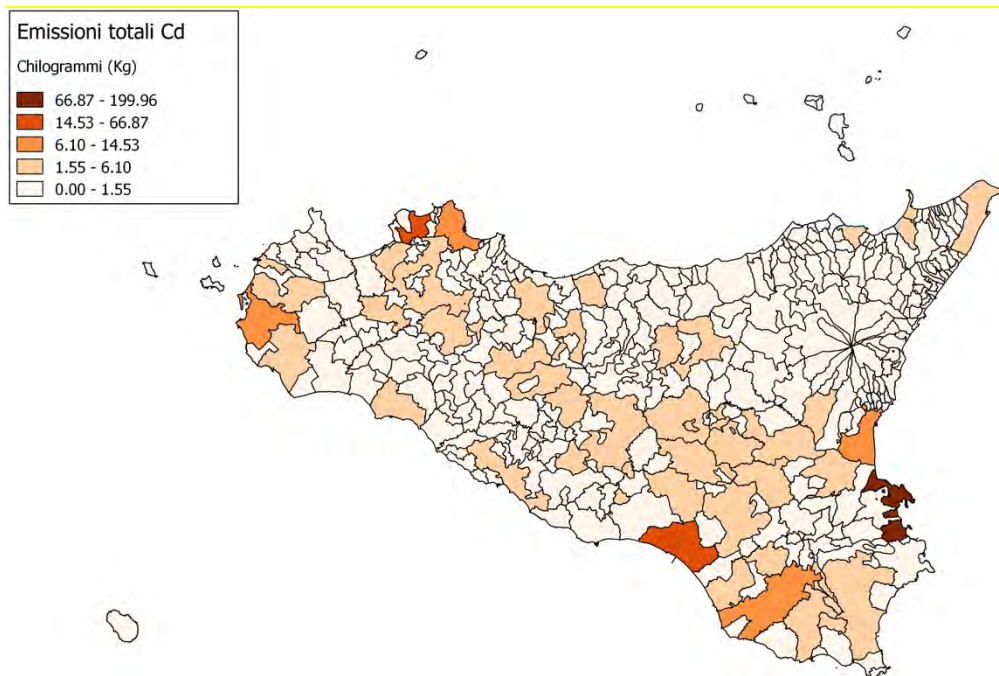 Emissioni totali Cd
Chilogrammi (Kg)
66.87 - 199.96
14.53 - 66.87
6.10 - 14.53
1.55 - 6.10
0.00 - 1.55